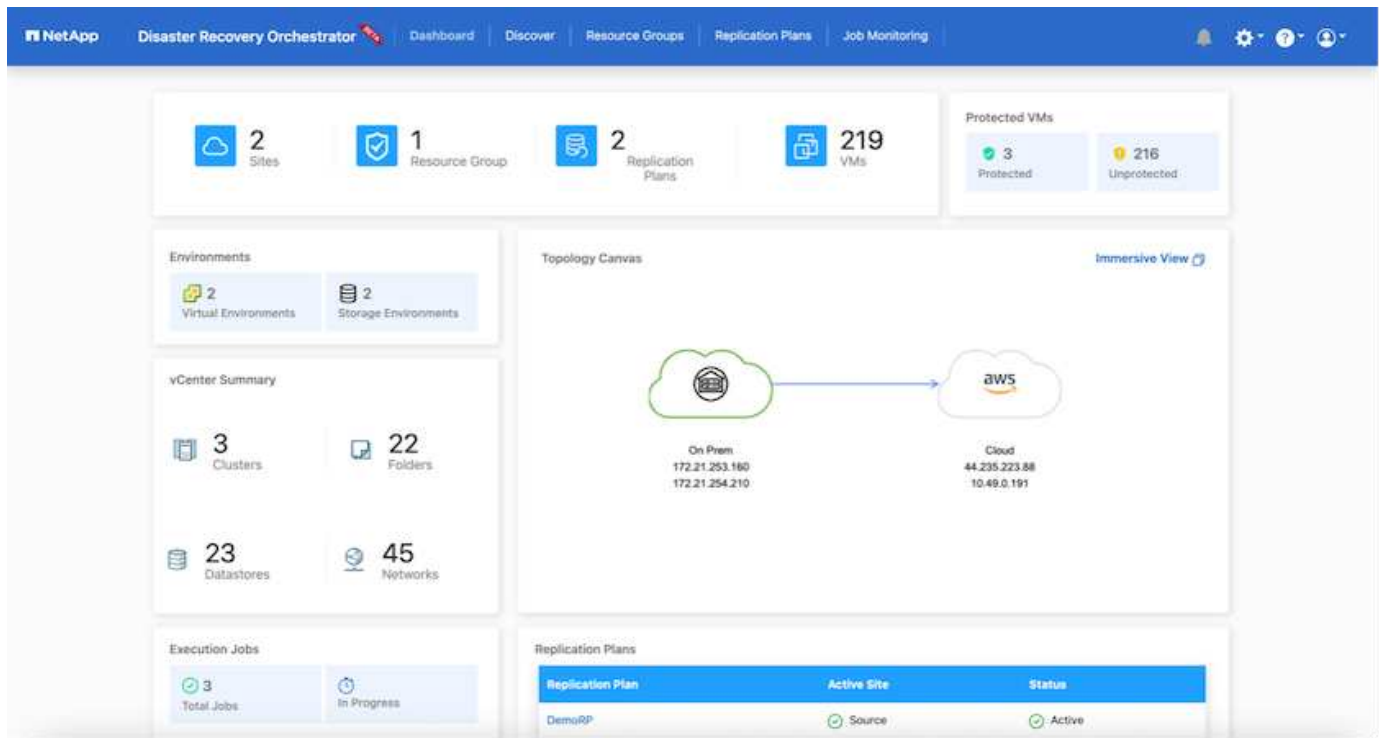 NetApp
Disaster Recovery Orchestrator
Dashboard
Discover
Resource Groups
Replication Plans
Job Monitoring
2
Sites
1
Resource Group
2
Replication
Plans
219
VMs
Protected VMs
3
Protected
216
Unprotected
Environments
2
Virtual Environments
2
Storage Environments
Topology Canvas
Immersive View
aws
On Prem
172.21.253.160
172.21.254.210
Cloud
44.235.223.88
10.49.0.191
vCenter Summary
3
Clusters
22
Folders
23
Datastores
45
Networks
Execution Jobs
3
Total Jobs
In Progress
Replication Plans
Replication Plan
Active Site
Status
DemoRP
Source
Active